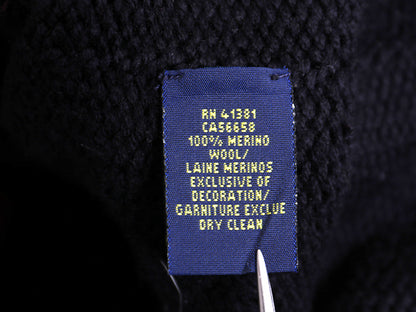 RN 41381
CA56658
100% MERINO
WOOL/
LAINE MERINOS
EXCLUSIVE OF
DECORATION/
GARNITURE EXCLUE
DRY CLEAN